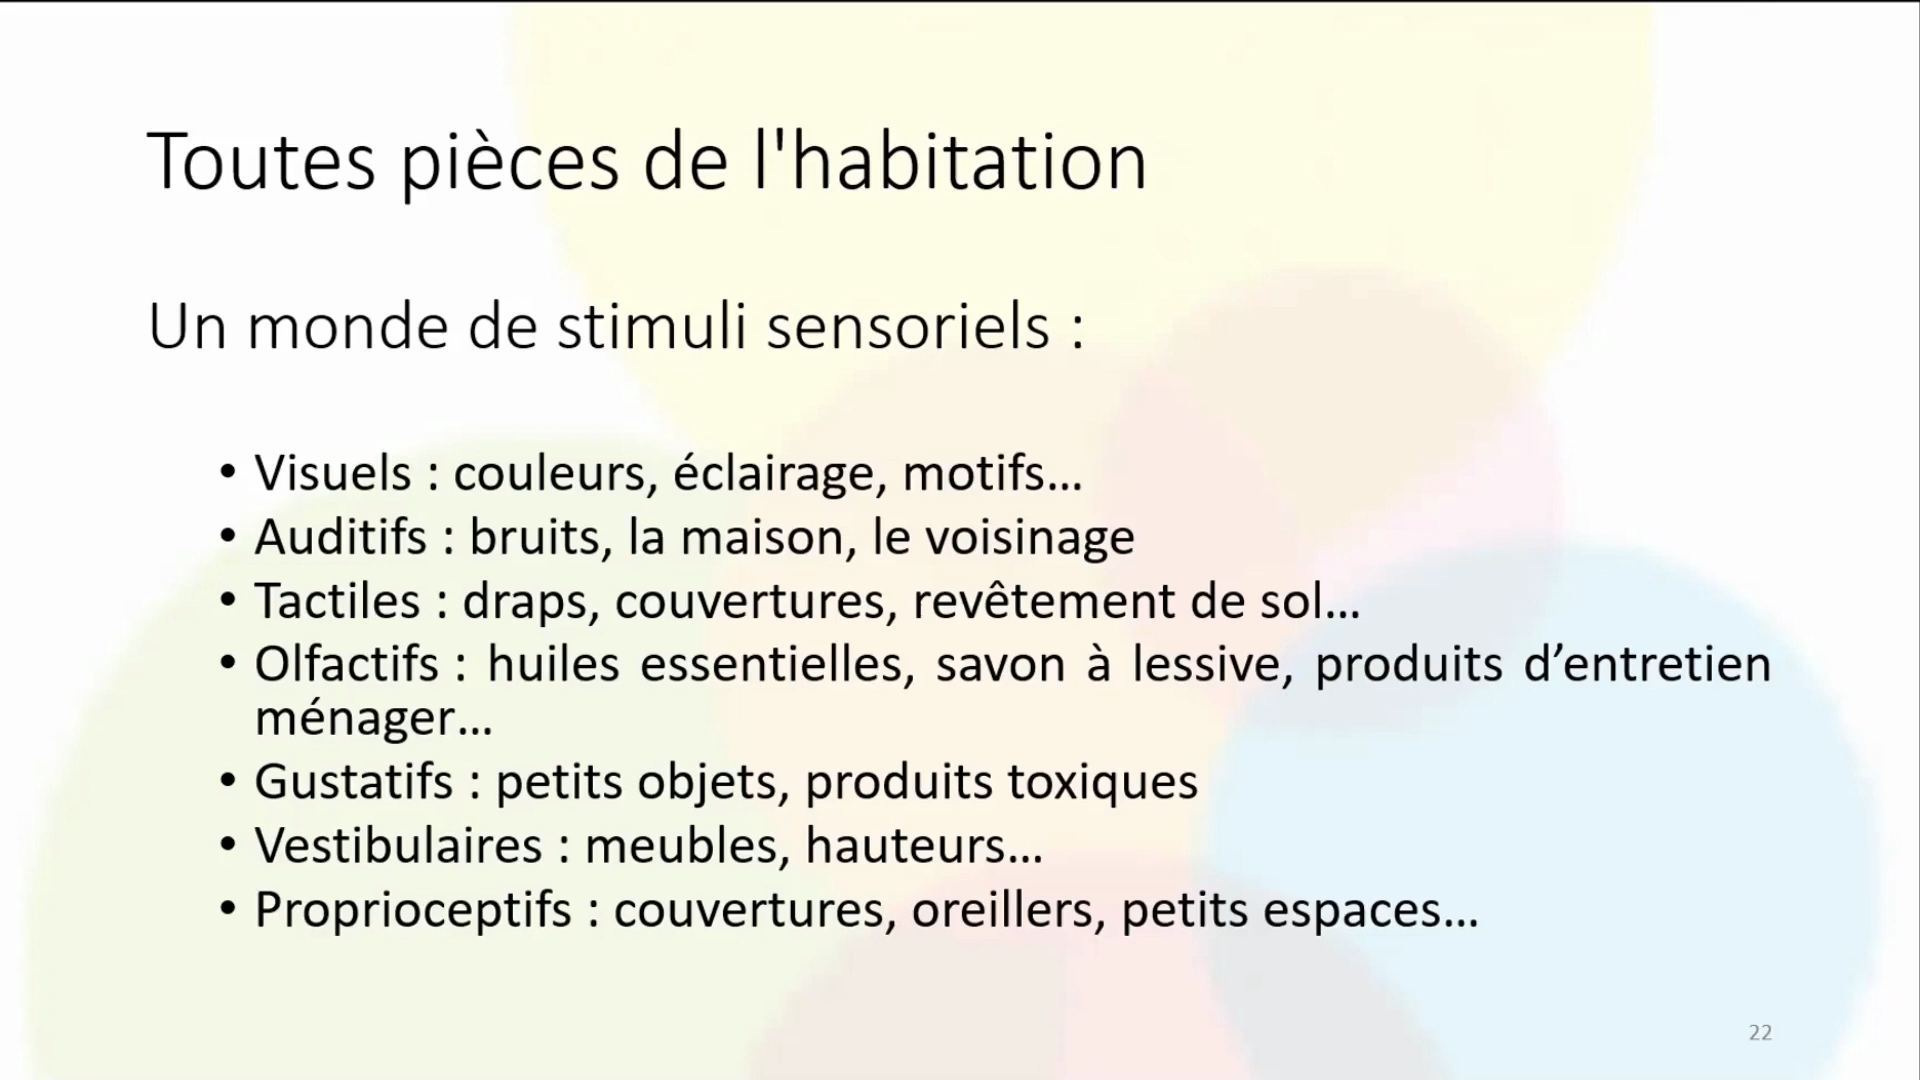 Toutes pièces de l'habitation
Un monde de stimuli sensoriels :
• Visuels : couleurs, éclairage, motifs…
• Auditifs : bruits, la maison, le voisinage
• Tactiles : draps, couvertures, revêtement de sol…
• Olfactifs : huiles essentielles, savon à lessive, produits d’entretien
ménager…
• Gustatifs : petits objets, produits toxiques
• Vestibulaires : meubles, hauteurs…
• Proprioceptifs : couvertures, oreillers, petits espaces…
22